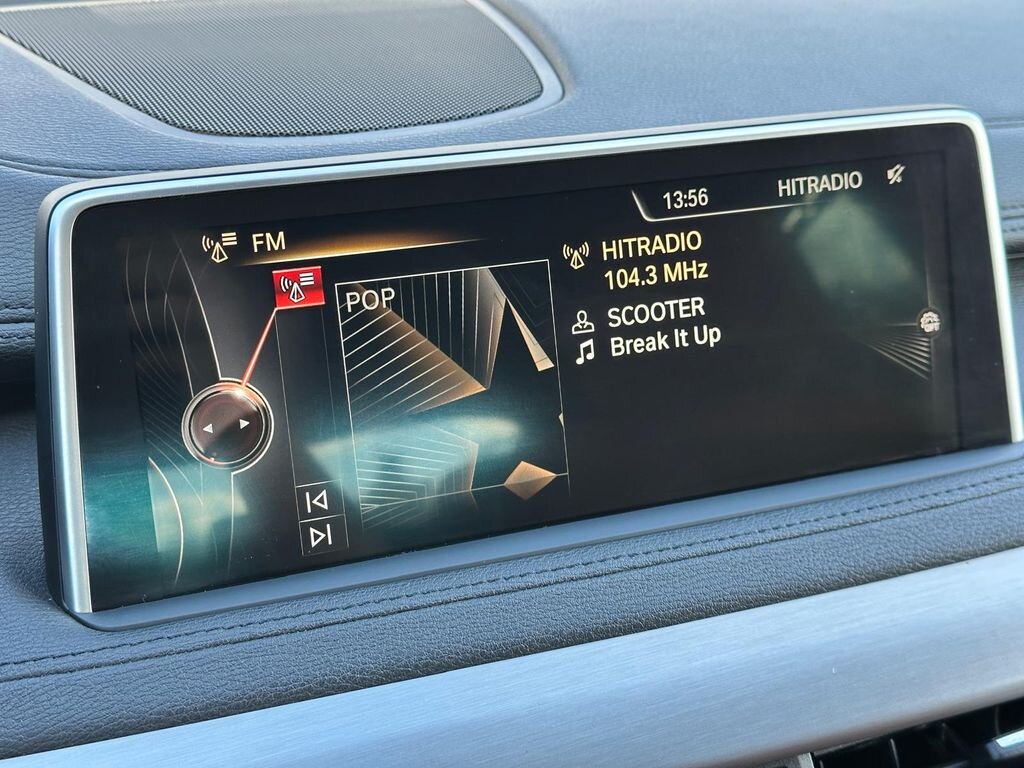 13:56
HITRADIO
FM
POP
HITRADIO
104.3 MHz
SCOOTER
Break It Up